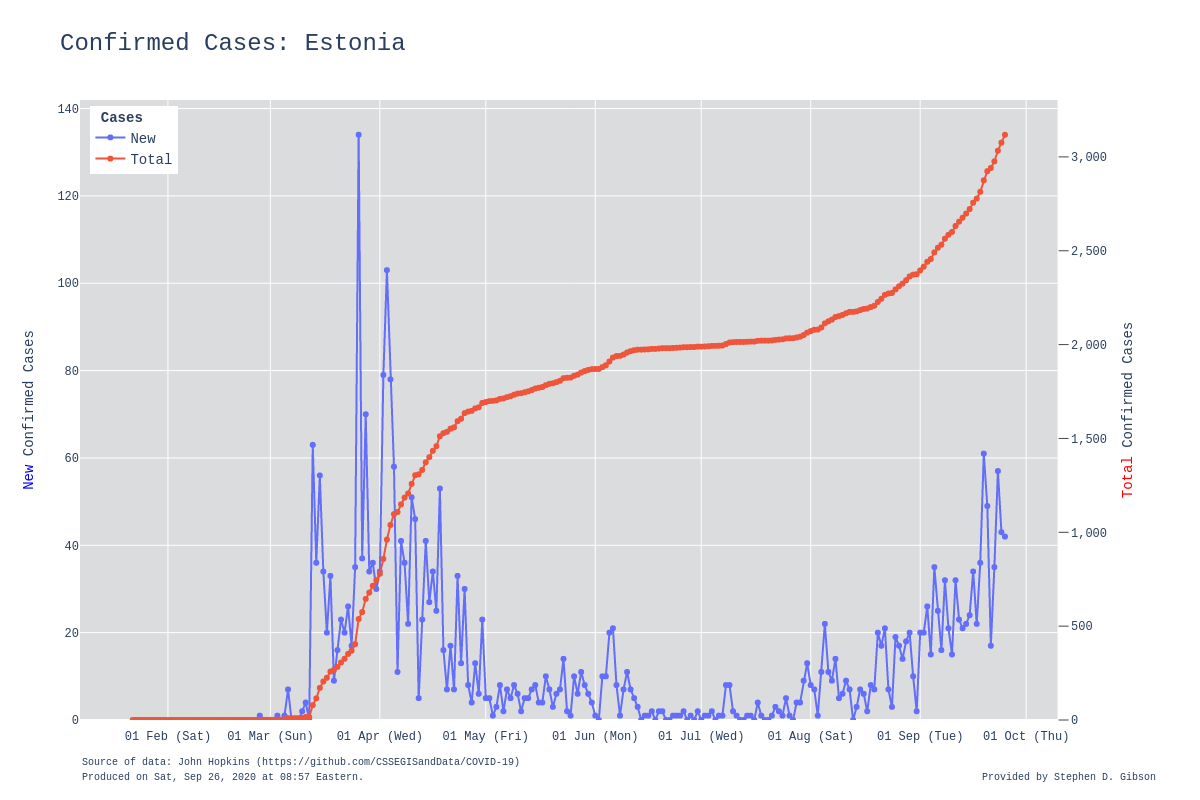 Confirmed Cases: Estonia
Cases
New
Total
140
120
100
80
60
40
20
0
New Confirmed Cases
3,000
2,500
2,000
1,500
1,000
500
0
Total Confirmed Cases
01 Feb (Sat) 01 Mar (Sun) 01 Apr (Wed) 01 May (Fri) 01 Jun (Mon) 01 Jul (Wed) 01 Aug (Sat) 01 Sep (Tue) 01 Oct (Thu)
Source of data: John Hopkins (https://github.com/CSSEGISandData/COVID-19)
Produced on Sat, Sep 26, 2020 at 08:57 Eastern.
Provided by Stephen D. Gibson